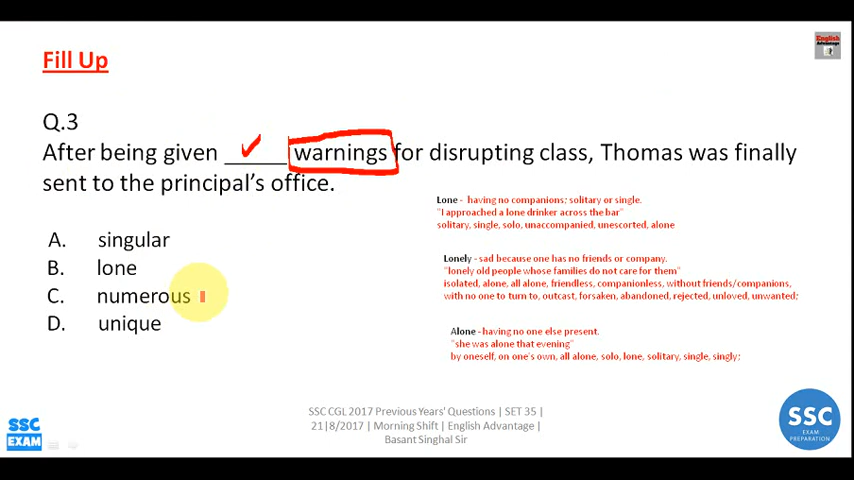 Fill Up
English
Advantage
Q.3
After being given _____ warnings for disrupting class, Thomas was finally
sent to the principal's office.
A. singular
B. lone
C. numerous
D. unique
Lone - having no companions; solitary or single.
"I approached a lone drinker across the bar"
solitary, single, solo, unaccompanied, unescorted, alone
Lonely - sad because one has no friends or company.
"lonely old people whose families do not care for them"
isolated, alone, all alone, friendless, companionless, without friends/companions,
with no one to turn to, outcast, forsaken, abandoned, rejected, unloved, unwanted;
Alone - having no one else present.
"she was alone that evening"
by oneself, on one's own, all alone, solo, lone, solitary, single, singly;
SSC CGL 2017 Previous Years' Questions | SET 35 |
21|8/2017 | Morning Shift | English Advantage |
Basant Singhal Sir
SSC
EXAM
SSC
EXAM
PREPARATION